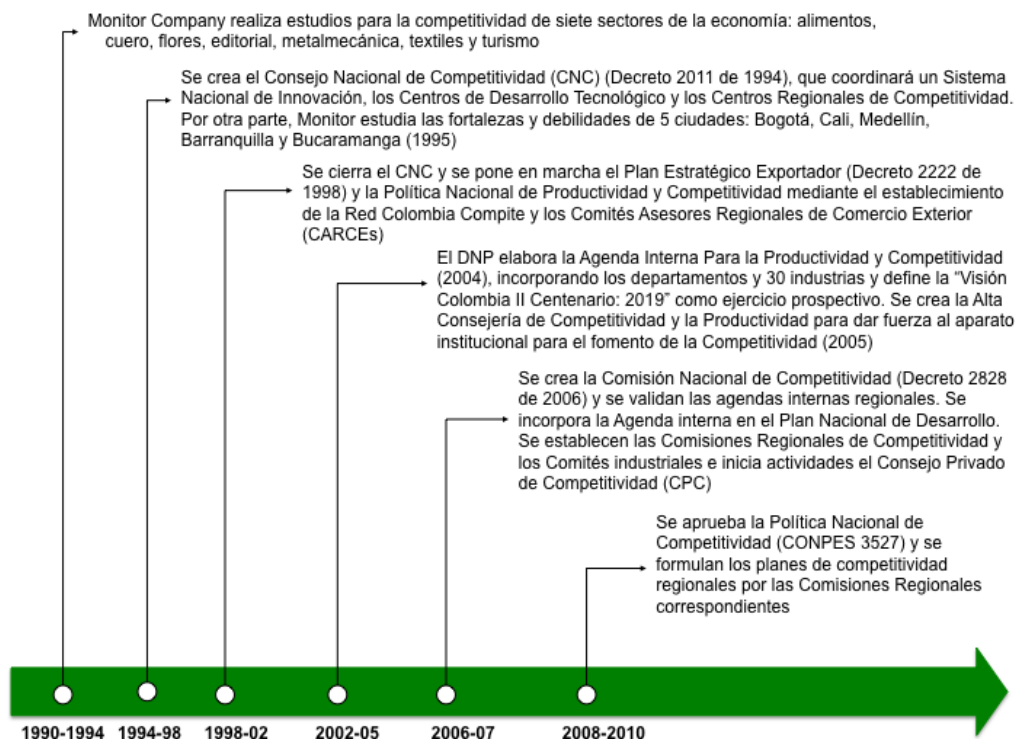 Monitor Company realiza estudios para la competitividad de siete sectores de la economía: alimentos,
cuero, flores, editorial, metalmecánica, textiles y turismo
Se crea el Consejo Nacional de Competitividad (CNC) (Decreto 2011 de 1994), que coordinará un Sistema
Nacional de Innovación, los Centros de Desarrollo Tecnológico y los Centros Regionales de Competitividad.
Por otra parte, Monitor estudia las fortalezas y debilidades de 5 ciudades: Bogotá, Cali, Medellín,
Barranquilla y Bucaramanga (1995)
Se cierra el CNC y se pone en marcha el Plan Estratégico Exportador (Decreto 2222 de
1998) y la Política Nacional de Productividad y Competitividad mediante el establecimiento
de la Red Colombia Compite y los Comités Asesores Regionales de Comercio Exterior
(CARCEs)
El DNP elabora la Agenda Interna Para la Productividad y Competitividad
(2004), incorporando los departamentos y 30 industrias y define la “Visión
Colombia II Centenario: 2019” como ejercicio prospectivo. Se crea la Alta
Consejería de Competitividad y la Productividad para dar fuerza al aparato
institucional para el fomento de la Competitividad (2005)
Se crea la Comisión Nacional de Competitividad (Decreto 2828
de 2006) y se validan las agendas internas regionales. Se
incorpora la Agenda interna en el Plan Nacional de Desarrollo.
Se establecen las Comisiones Regionales de Competitividad y
los Comités industriales e inicia actividades el Consejo Privado
de Competitividad (CPC)
Se aprueba la Política Nacional de
Competitividad (CONPES 3527) y se
formulan los planes de competitividad
regionales por las Comisiones Regionales
correspondientes
1990-1994 1994-98 1998-02 2002-05 2006-07 2008-2010